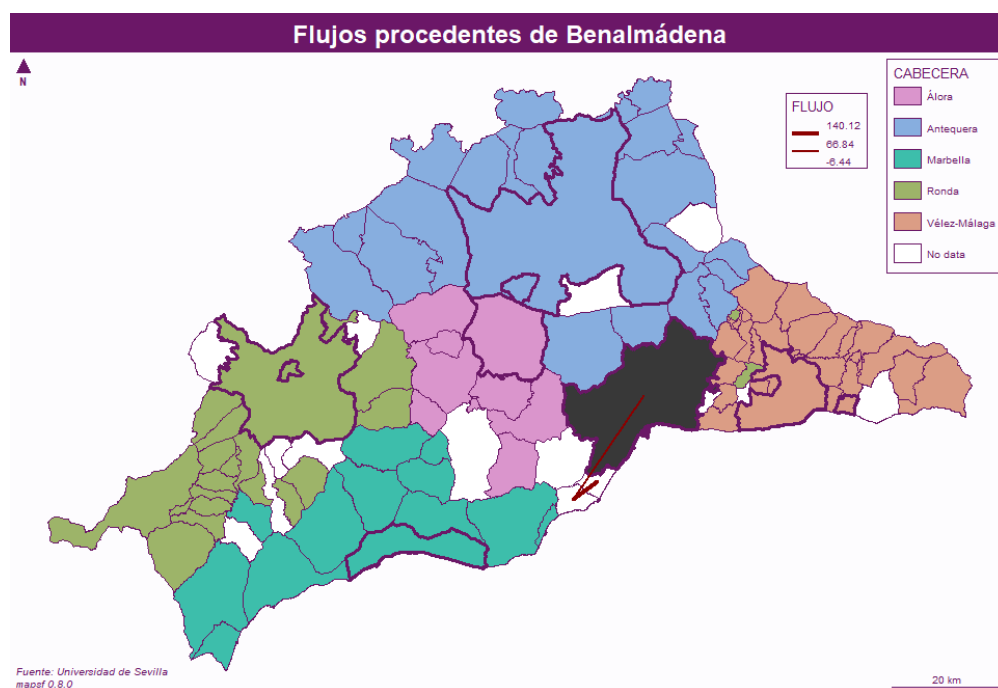 Flujos procedentes de Benalmádena
N
FLUJO
140.12
66.84
-6.44
CABECERA
Álora
Antequera
Marbella
Ronda
Vélez-Málaga
No data
Fuente: Universidad de Sevilla
mapsf 0.8.0
20 km